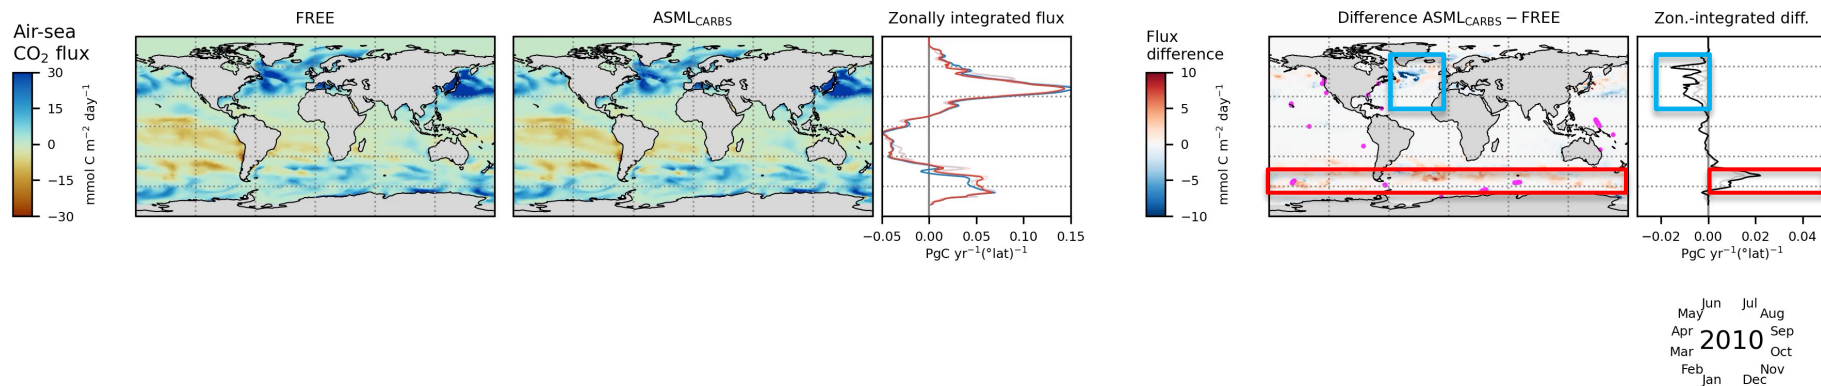 Air-sea
CO₂ flux
30
15
0
−15
−30
mmol C m⁻² day⁻¹
FREE
ASML_CARBS
Zonally integrated flux
−0.05 0.00 0.05 0.10 0.15
PgC yr⁻¹(°lat)⁻¹
Flux
difference
10
5
0
−5
−10
mmol C m⁻² day⁻¹
Difference ASML_CARBS − FREE
Zon.-integrated diff.
−0.02 0.00 0.02 0.04
PgC yr⁻¹(°lat)⁻¹
Jun Jul
May Aug
Apr Sep
2010
Mar Oct
Feb Nov
Jan Dec